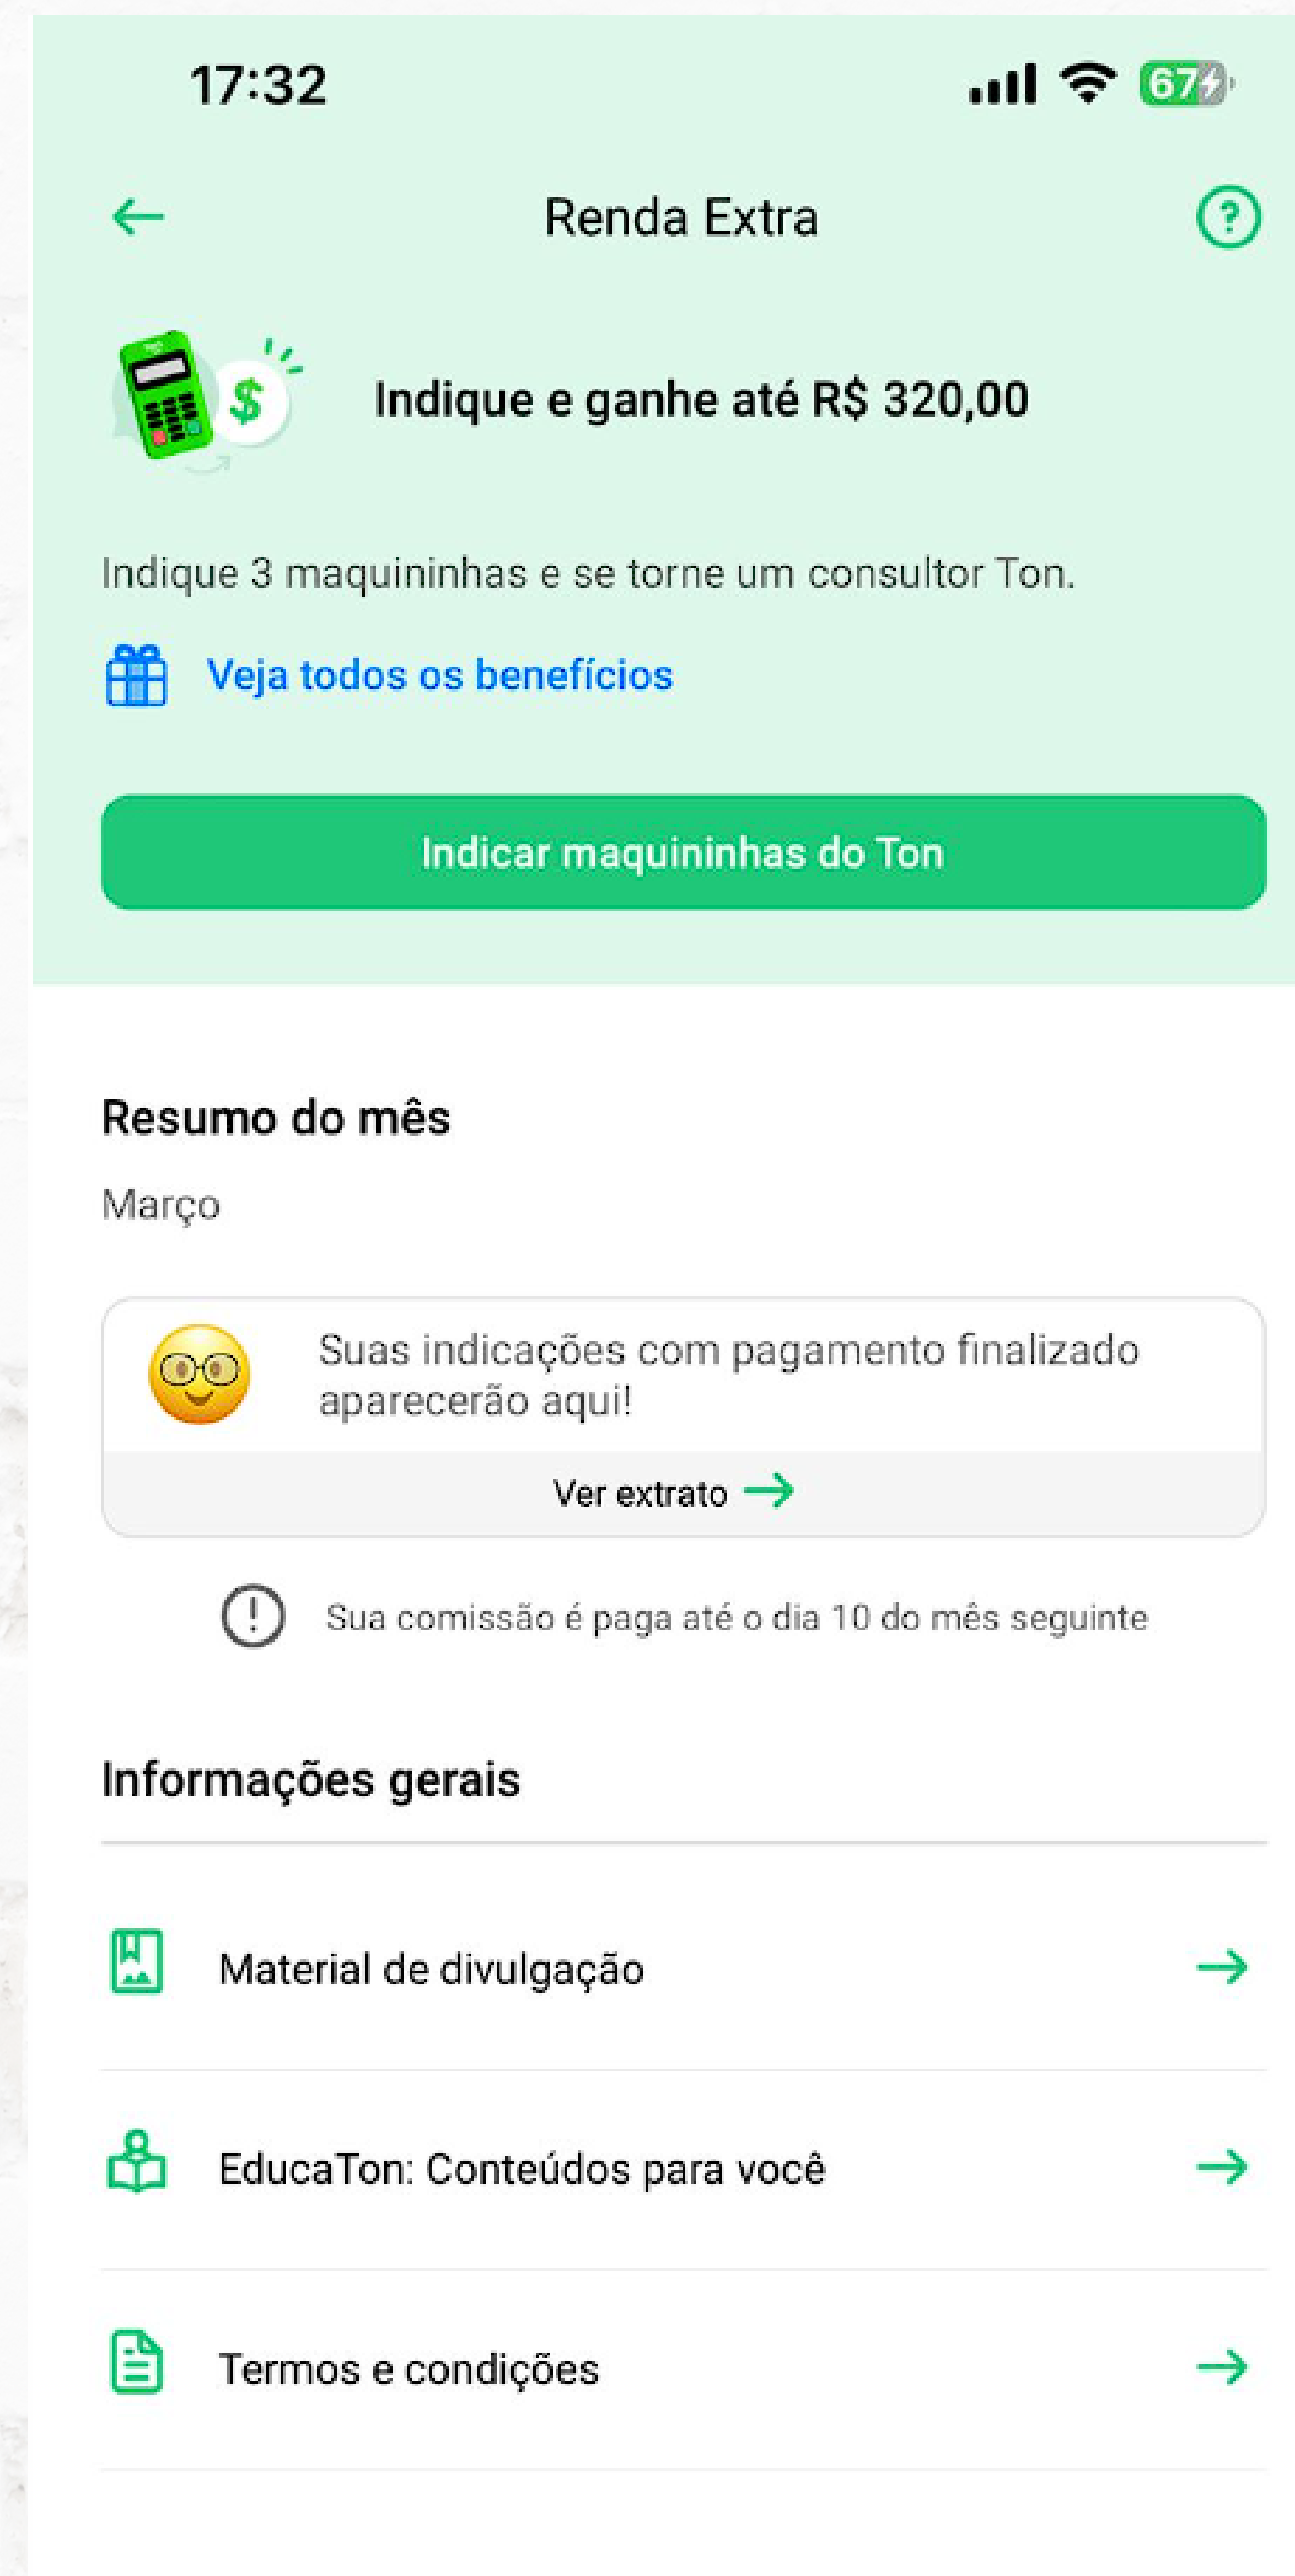 17:32
67
Renda Extra
Indique e ganhe até R$ 320,00
Indique 3 maquininhas e se torne um consultor Ton.
Veja todos os benefícios
Indicar maquininhas do Ton
Resumo do mês
Março
Suas indicações com pagamento finalizado
aparecerão aqui!
Ver extrato
Sua comissão é paga até o dia 10 do mês seguinte
Informações gerais
Material de divulgação
EducaTon: Conteúdos para você
Termos e condições